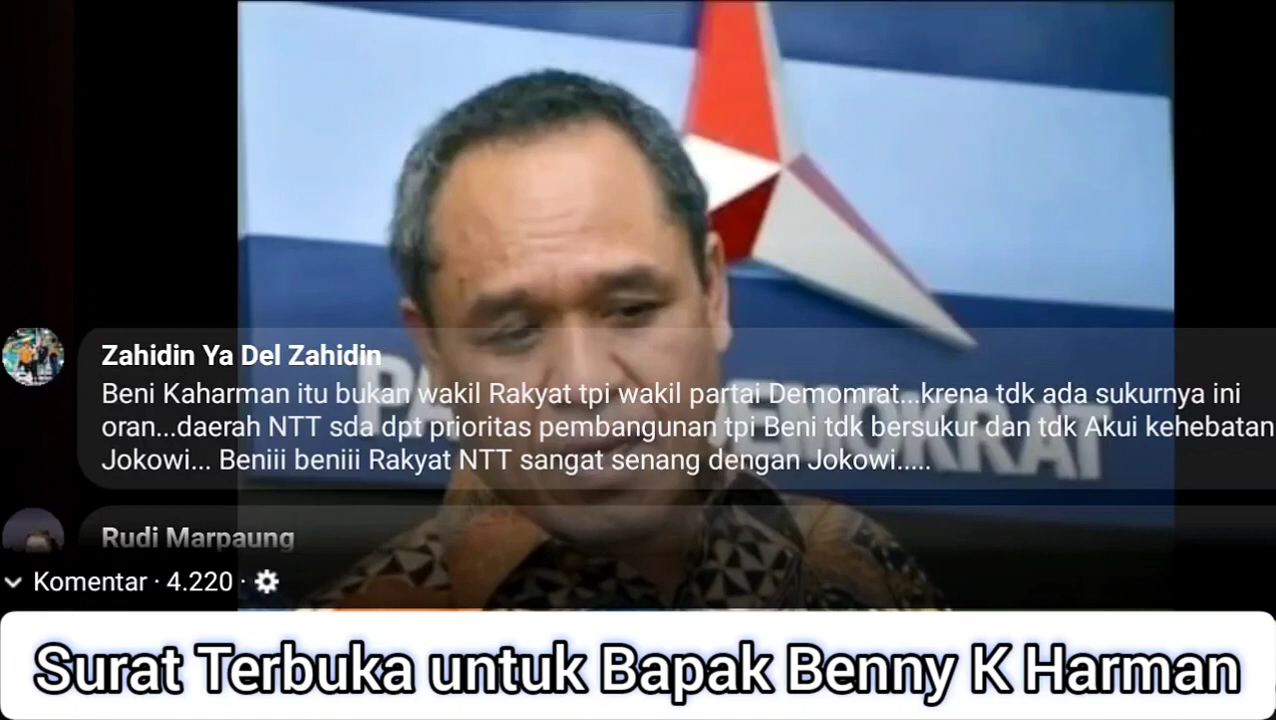 Zahidin Ya Del Zahidin
Beni Kaharman itu bukan wakil Rakyat tpi wakil partai Demomrat...krena tdk ada sukurnya ini
oran...daerah NTT sda dpt prioritas pembangunan tpi Beni tdk bersukur dan tdk Akui kehebatan
Jokowi... Beniii beniii Rakyat NTT sangat senang dengan Jokowi.....
PA DEMOKRAT
Rudi Marpaung
Komentar · 4.220 ·
Surat Terbuka untuk Bapak Benny K Harman